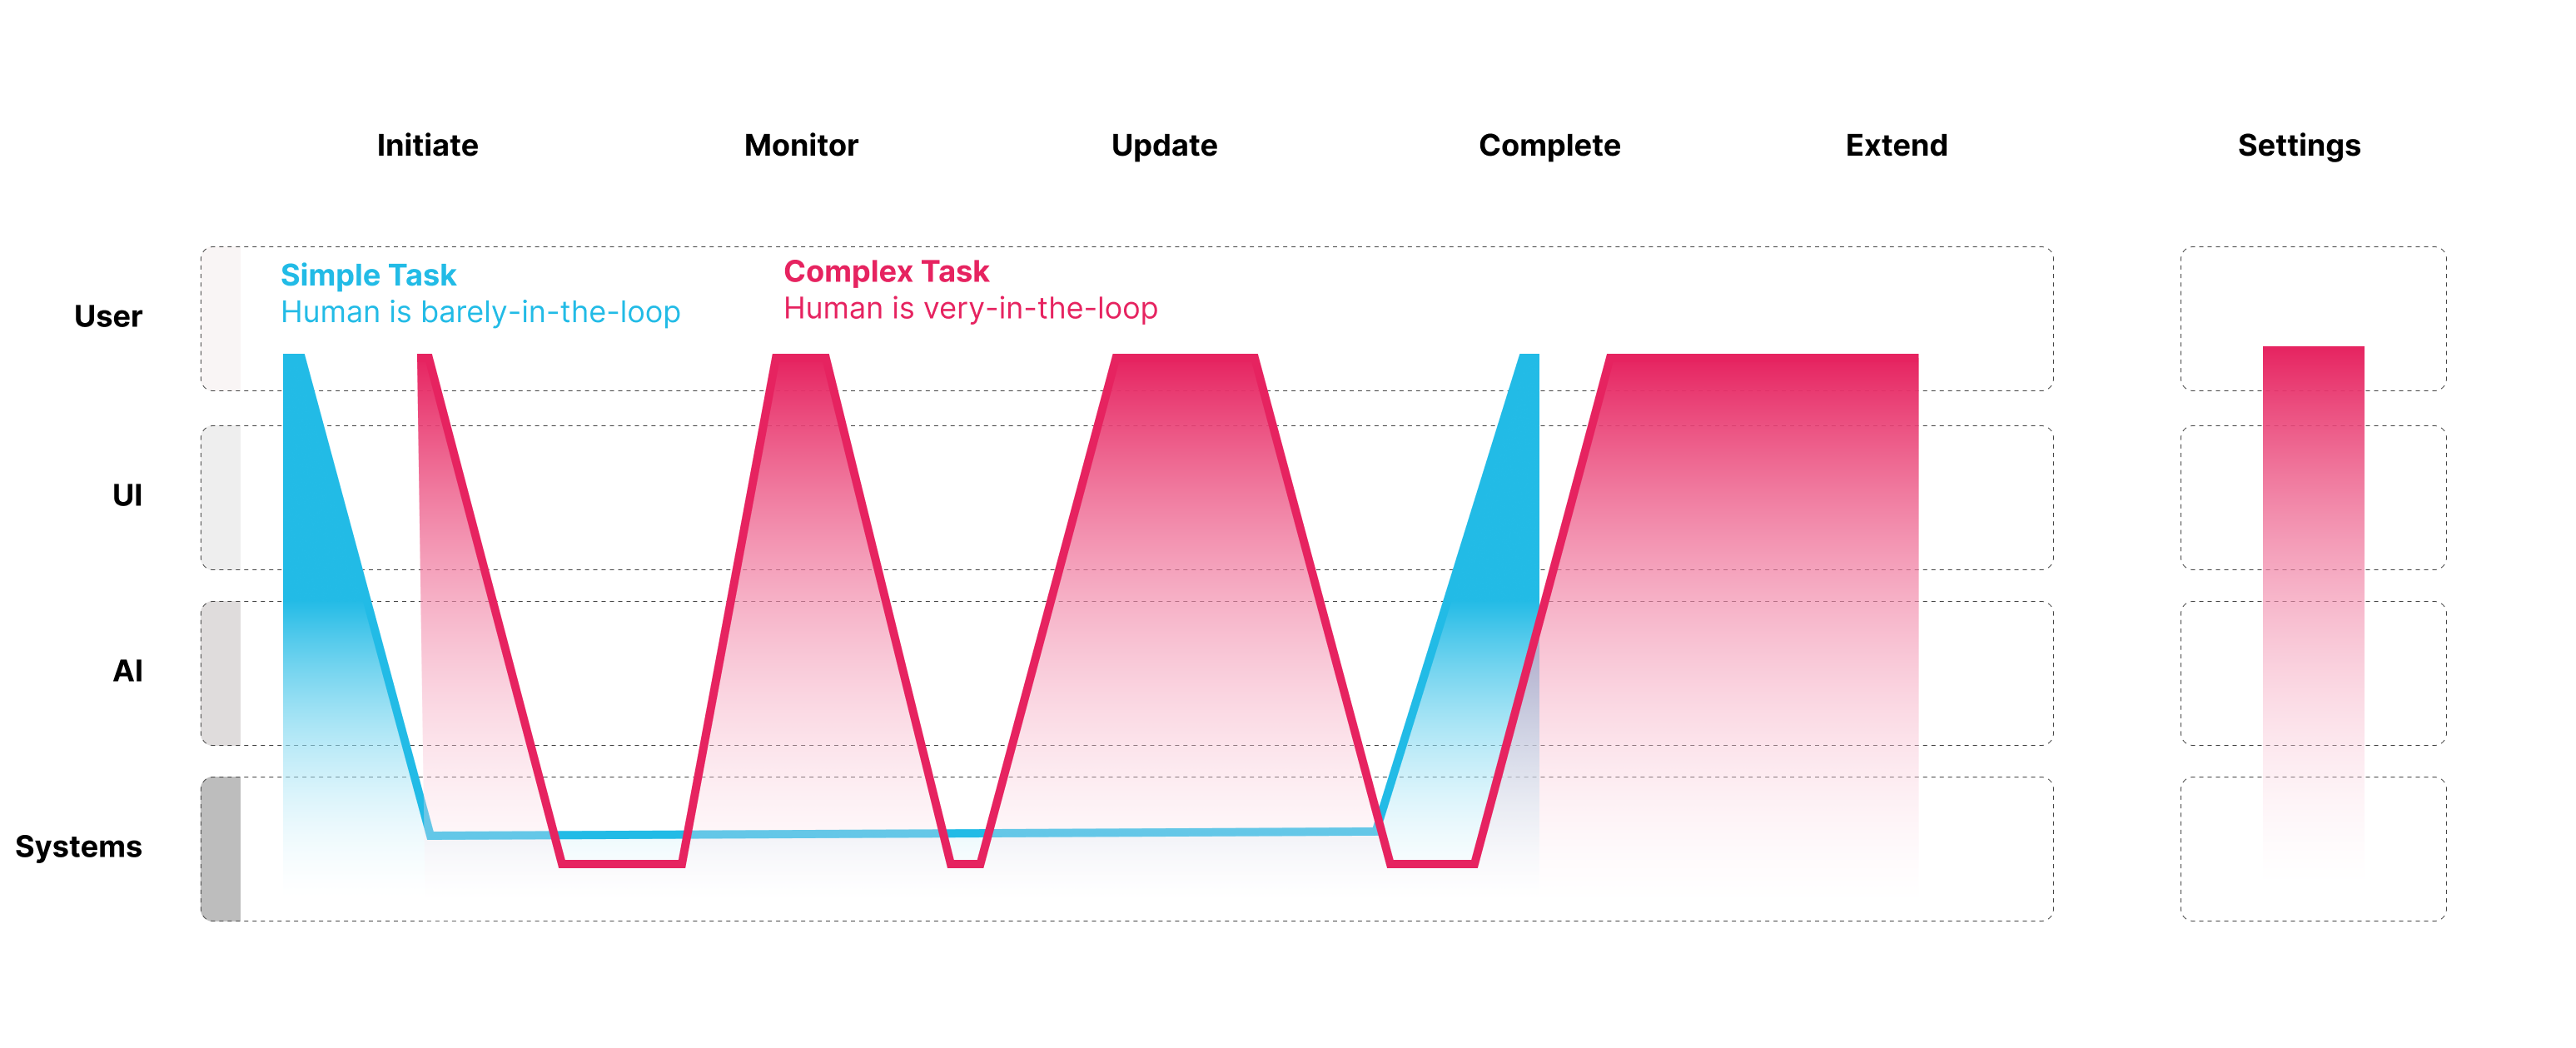 Initiate
Monitor
Update
Complete
Extend
Settings
User
Simple Task
Human is barely-in-the-loop
Complex Task
Human is very-in-the-loop
UI
AI
Systems